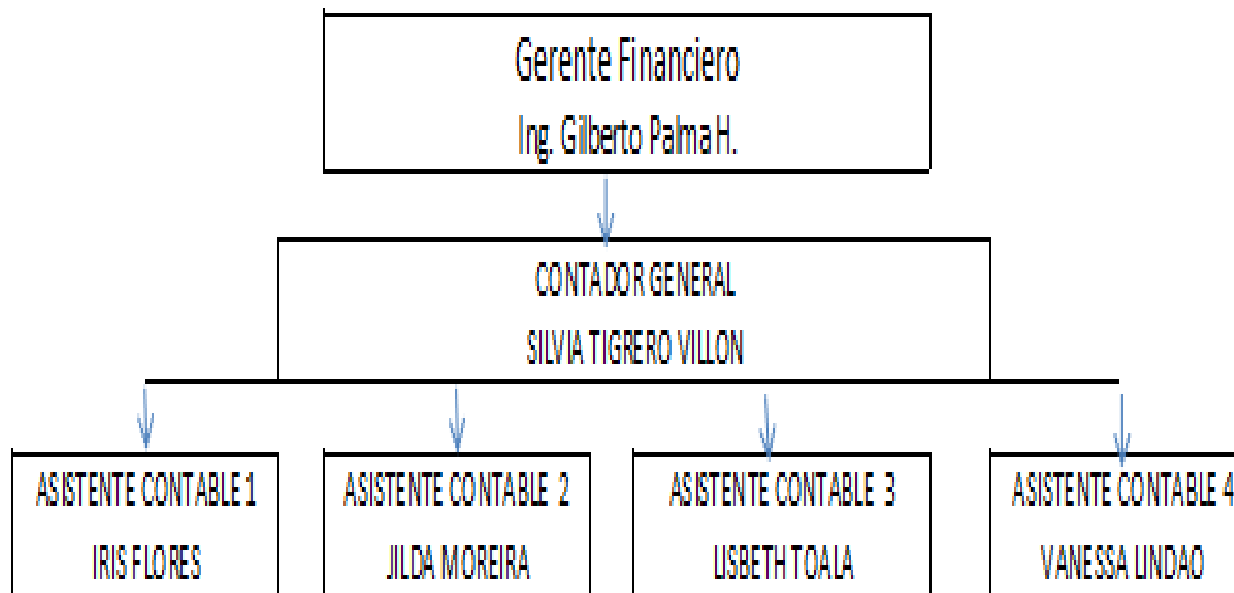 Gerente Financiero
Ing. Gilberto Palma H.
CONTADOR GENERAL
SILVIA TIGRERO VILLON
ASISTENTE CONTABLE 1
IRIS FLORES
ASISTENTE CONTABLE 2
JILDA MOREIRA
ASISTENTE CONTABLE 3
LISBETH TOALA
ASISTENTE CONTABLE 4
VANESSA LINDAO